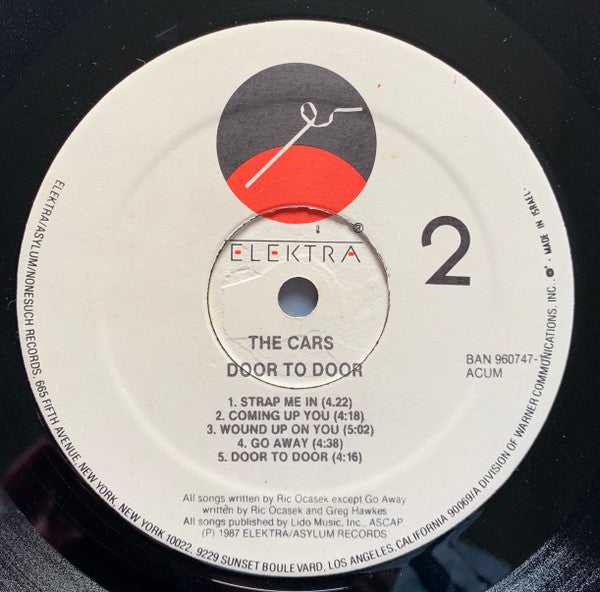 ELEKTRA®
2
THE CARS
DOOR TO DOOR
BAN 960747-1
ACUM
1. STRAP ME IN (4.22)
2. COMING UP YOU (4:18)
3. WOUND UP ON YOU (5:02)
4. GO AWAY (4:38)
5. DOOR TO DOOR (4:16)
All songs written by Ric Ocasek except Go Away
written by Ric Ocasek and Greg Hawkes
All songs published by Lido Music, Inc., ASCAP
(P) 1987 ELEKTRA/ASYLUM RECORDS
ELEKTRA/ASYLUM/NONESUCH RECORDS, 665 FIFTH AVENUE, NEW YORK, NEW YORK 10022. 9229 SUNSET BOULEVARD, LOS ANGELES, CALIFORNIA 90069/A DIVISION OF WARNER COMMUNICATIONS, INC. · MADE IN ISRAEL·